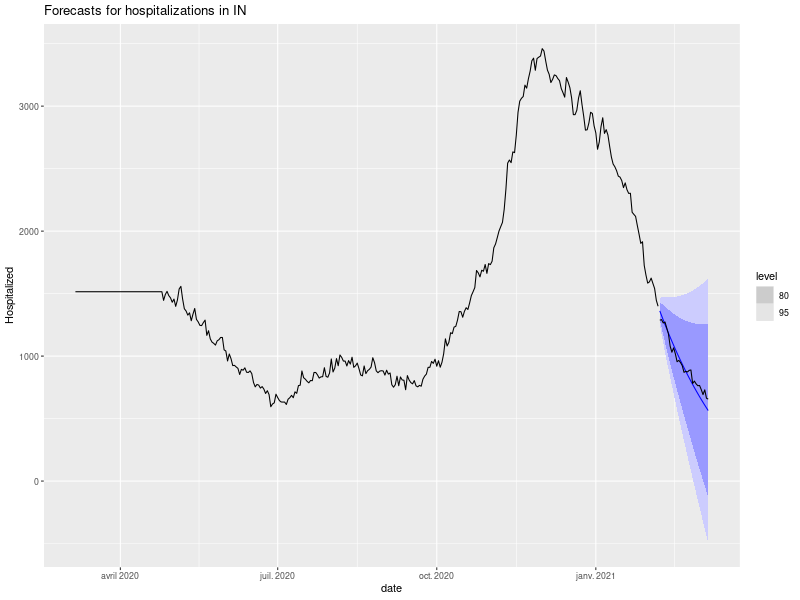 Forecasts for hospitalizations in IN
Hospitalized
3000
2000
1000
0
avril 2020
juil. 2020
oct. 2020
janv. 2021
date
level
80
95